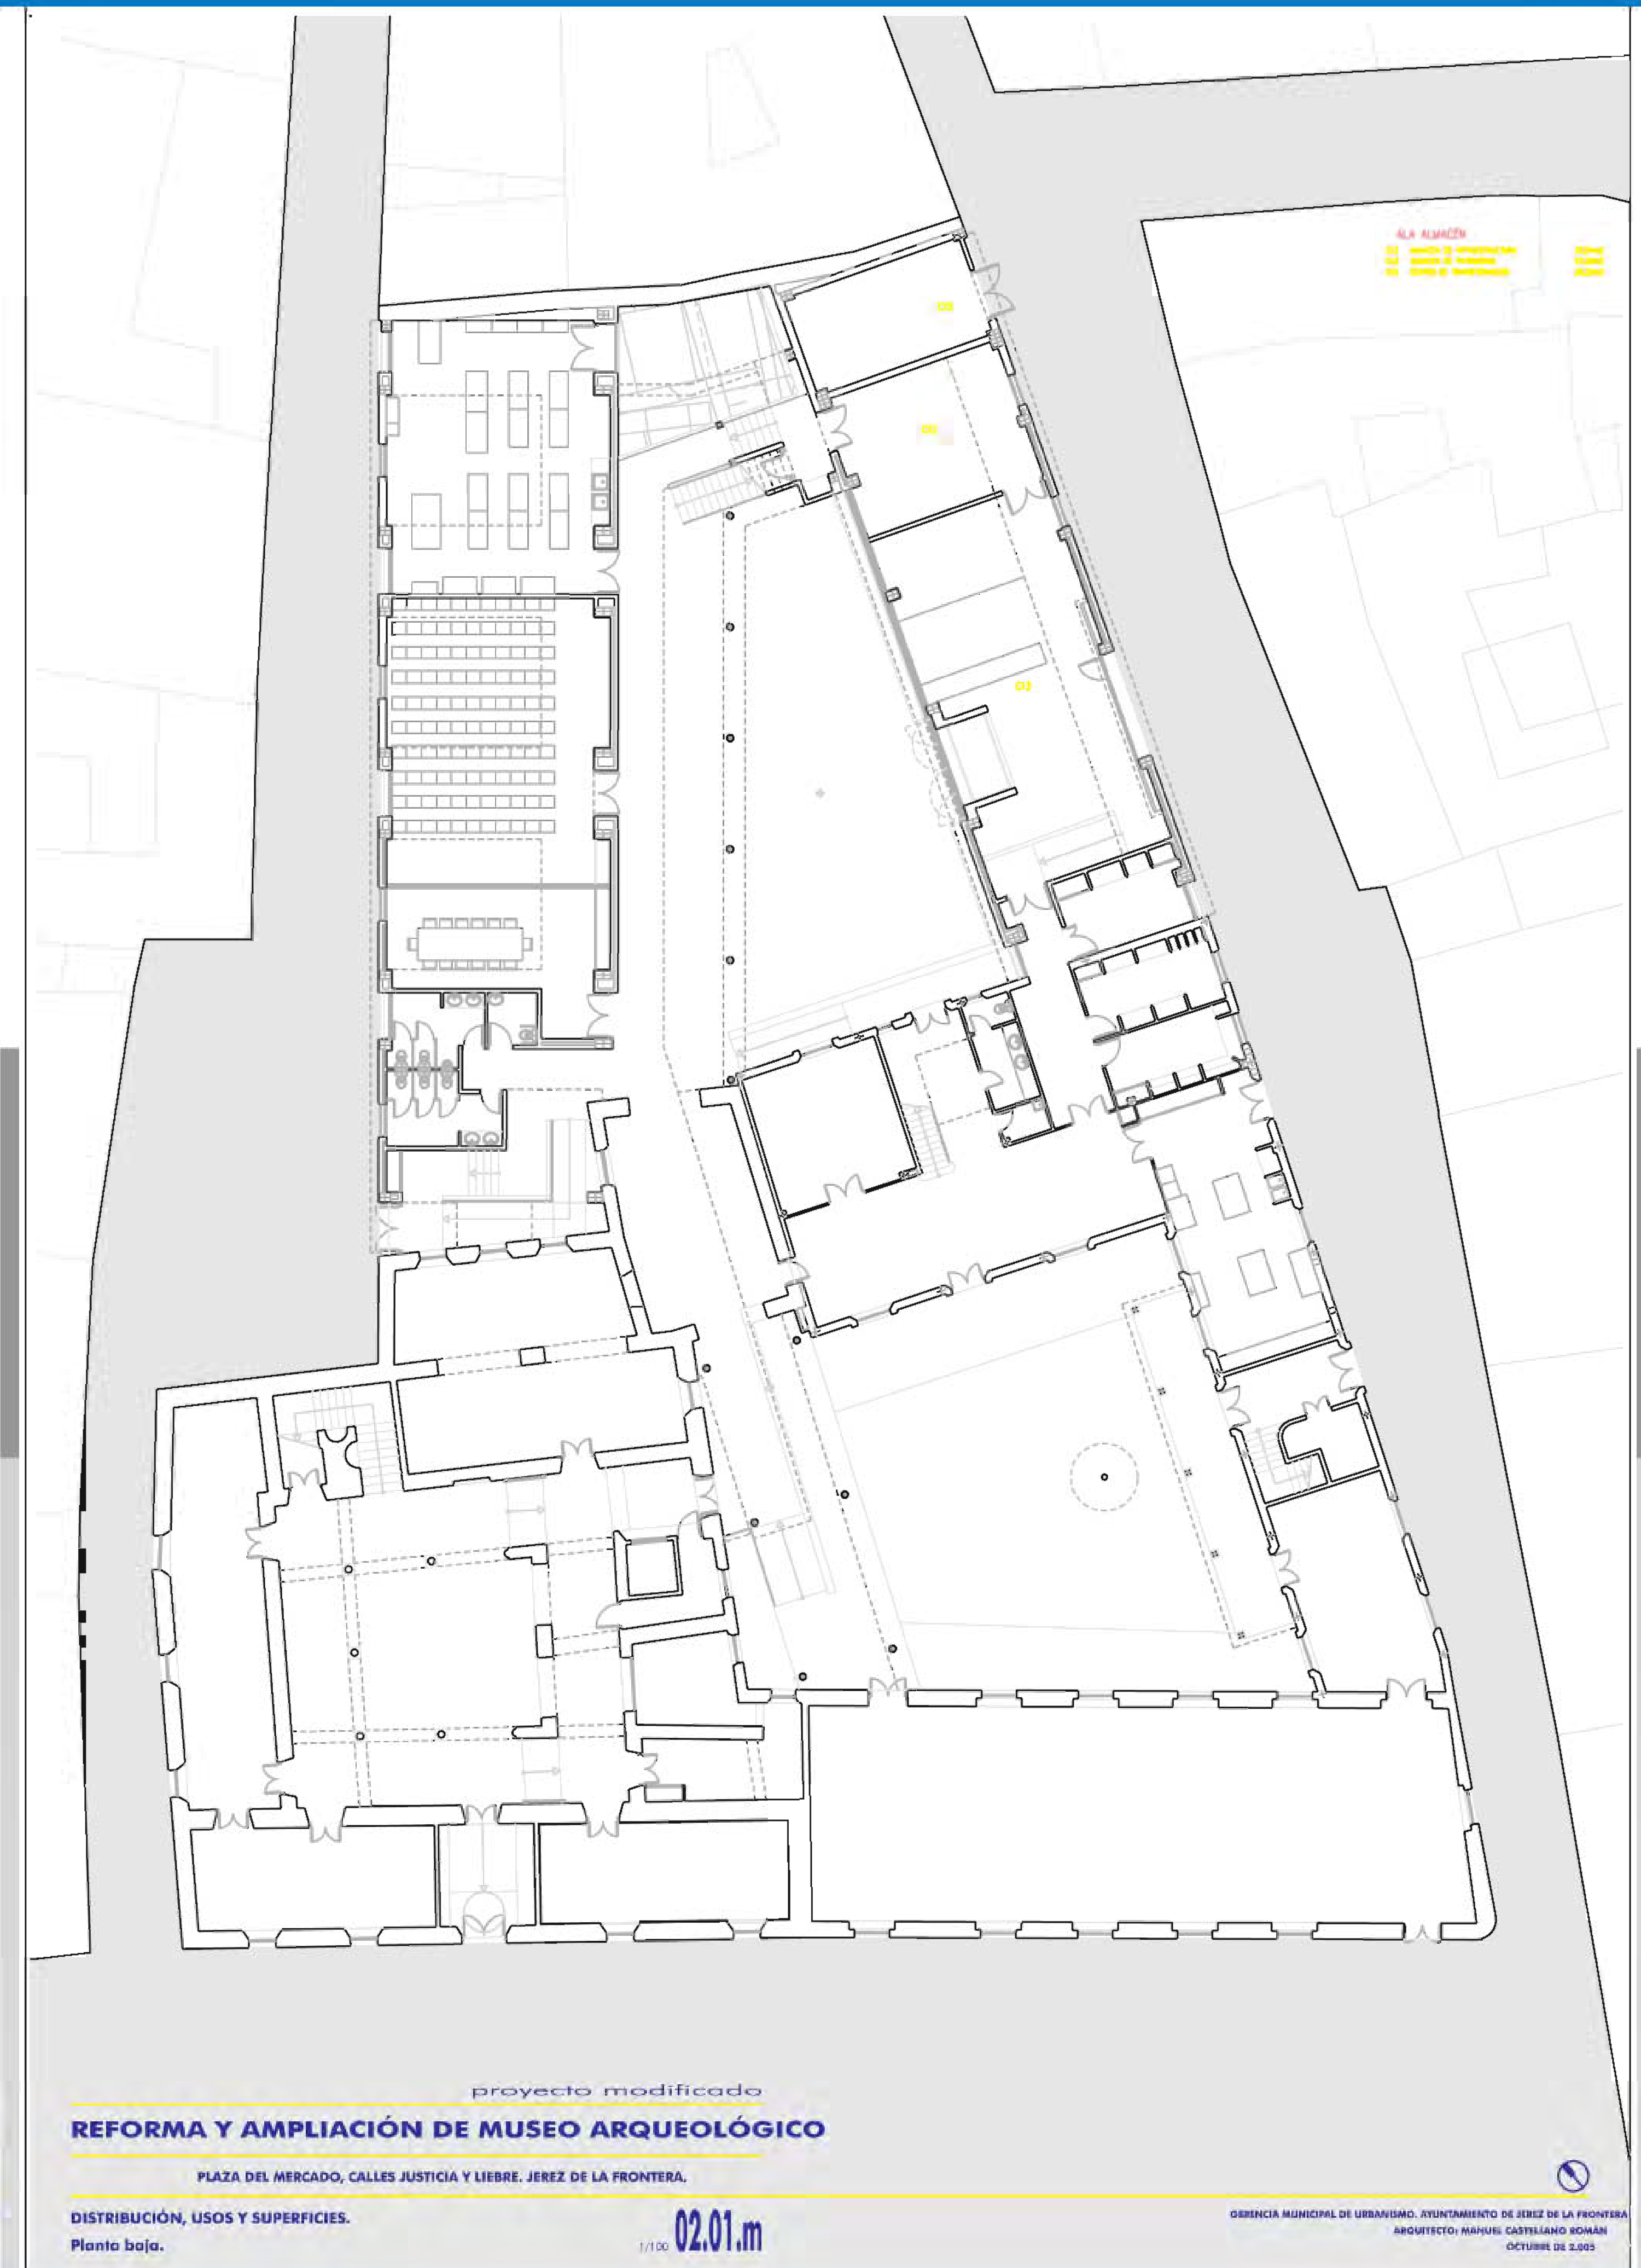 ALA ALMACÉN
proyecto modificado
REFORMA Y AMPLIACIÓN DE MUSEO ARQUEOLÓGICO
PLAZA DEL MERCADO, CALLES JUSTICIA Y LIEBRE. JEREZ DE LA FRONTERA.
DISTRIBUCIÓN, USOS Y SUPERFICIES.
Planta baja.
1/100 02.01.m
GERENCIA MUNICIPAL DE URBANISMO. AYUNTAMIENTO DE JEREZ DE LA FRONTERA
ARQUITECTO: MANUEL CASTELLANO ROMÁN
OCTUBRE DE 2.005